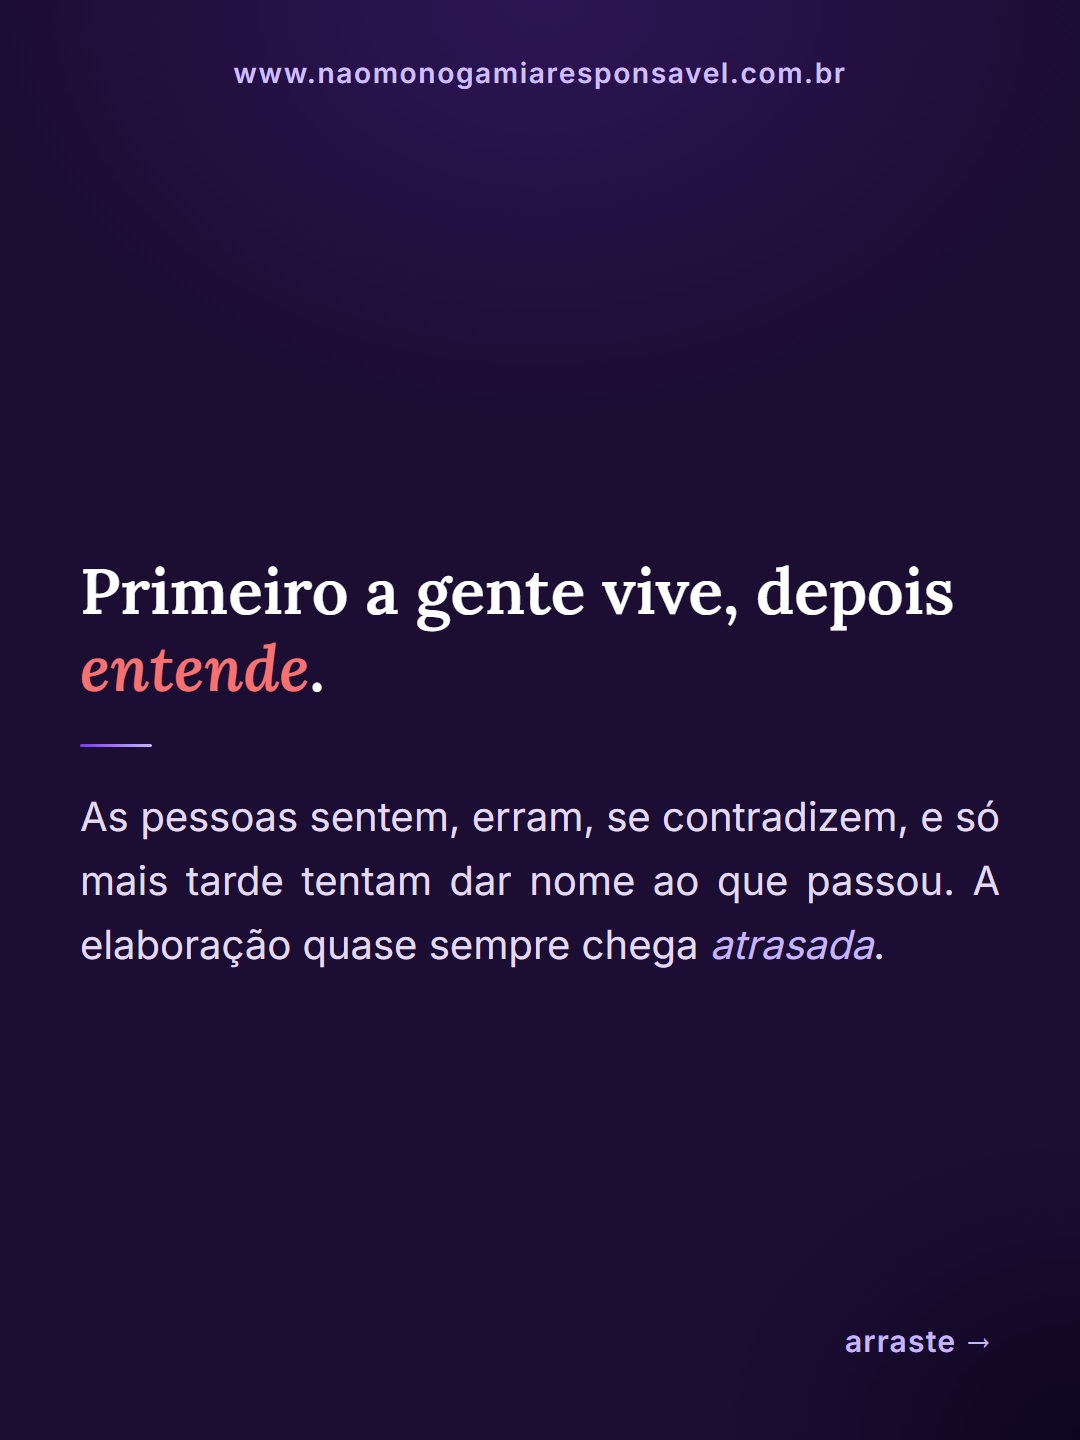 www.naomonogamiaresponsavel.com.br
Primeiro a gente vive, depois
entende.
As pessoas sentem, erram, se contradizem, e só
mais tarde tentam dar nome ao que passou. A
elaboração quase sempre chega atrasada.
arraste →